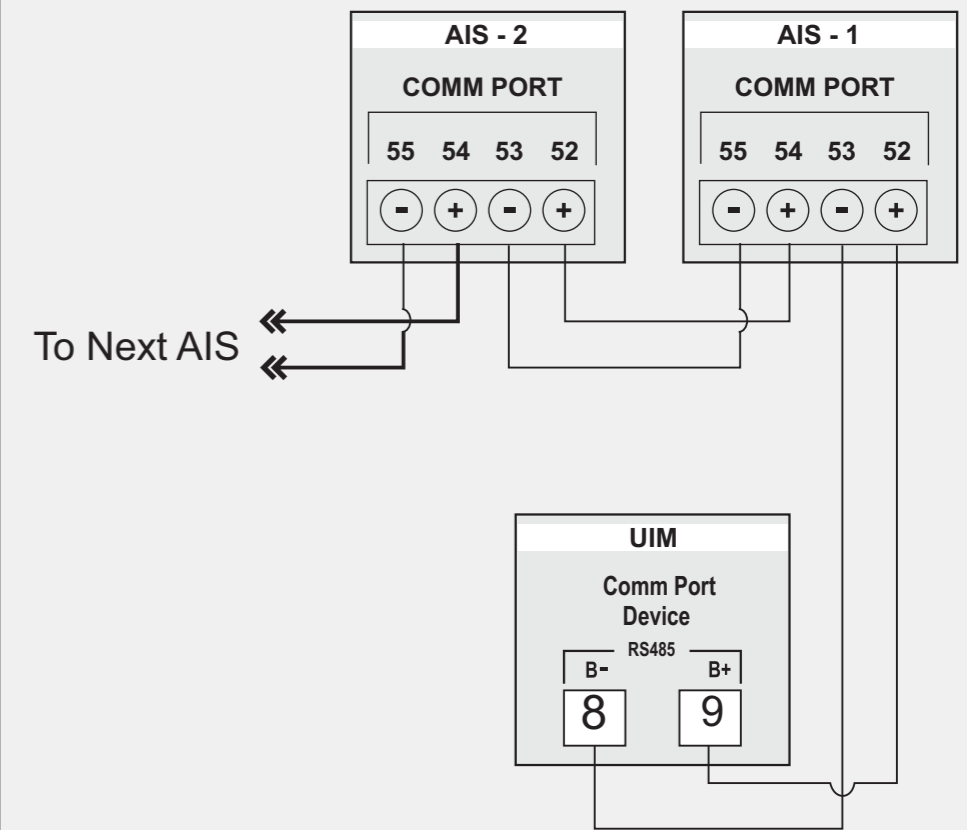 AIS - 2
COMM PORT
55 54 53 52
- + - +
AIS - 1
COMM PORT
55 54 53 52
- + - +
To Next AIS
UIM
Comm Port
Device
RS485
B- B+
8 9